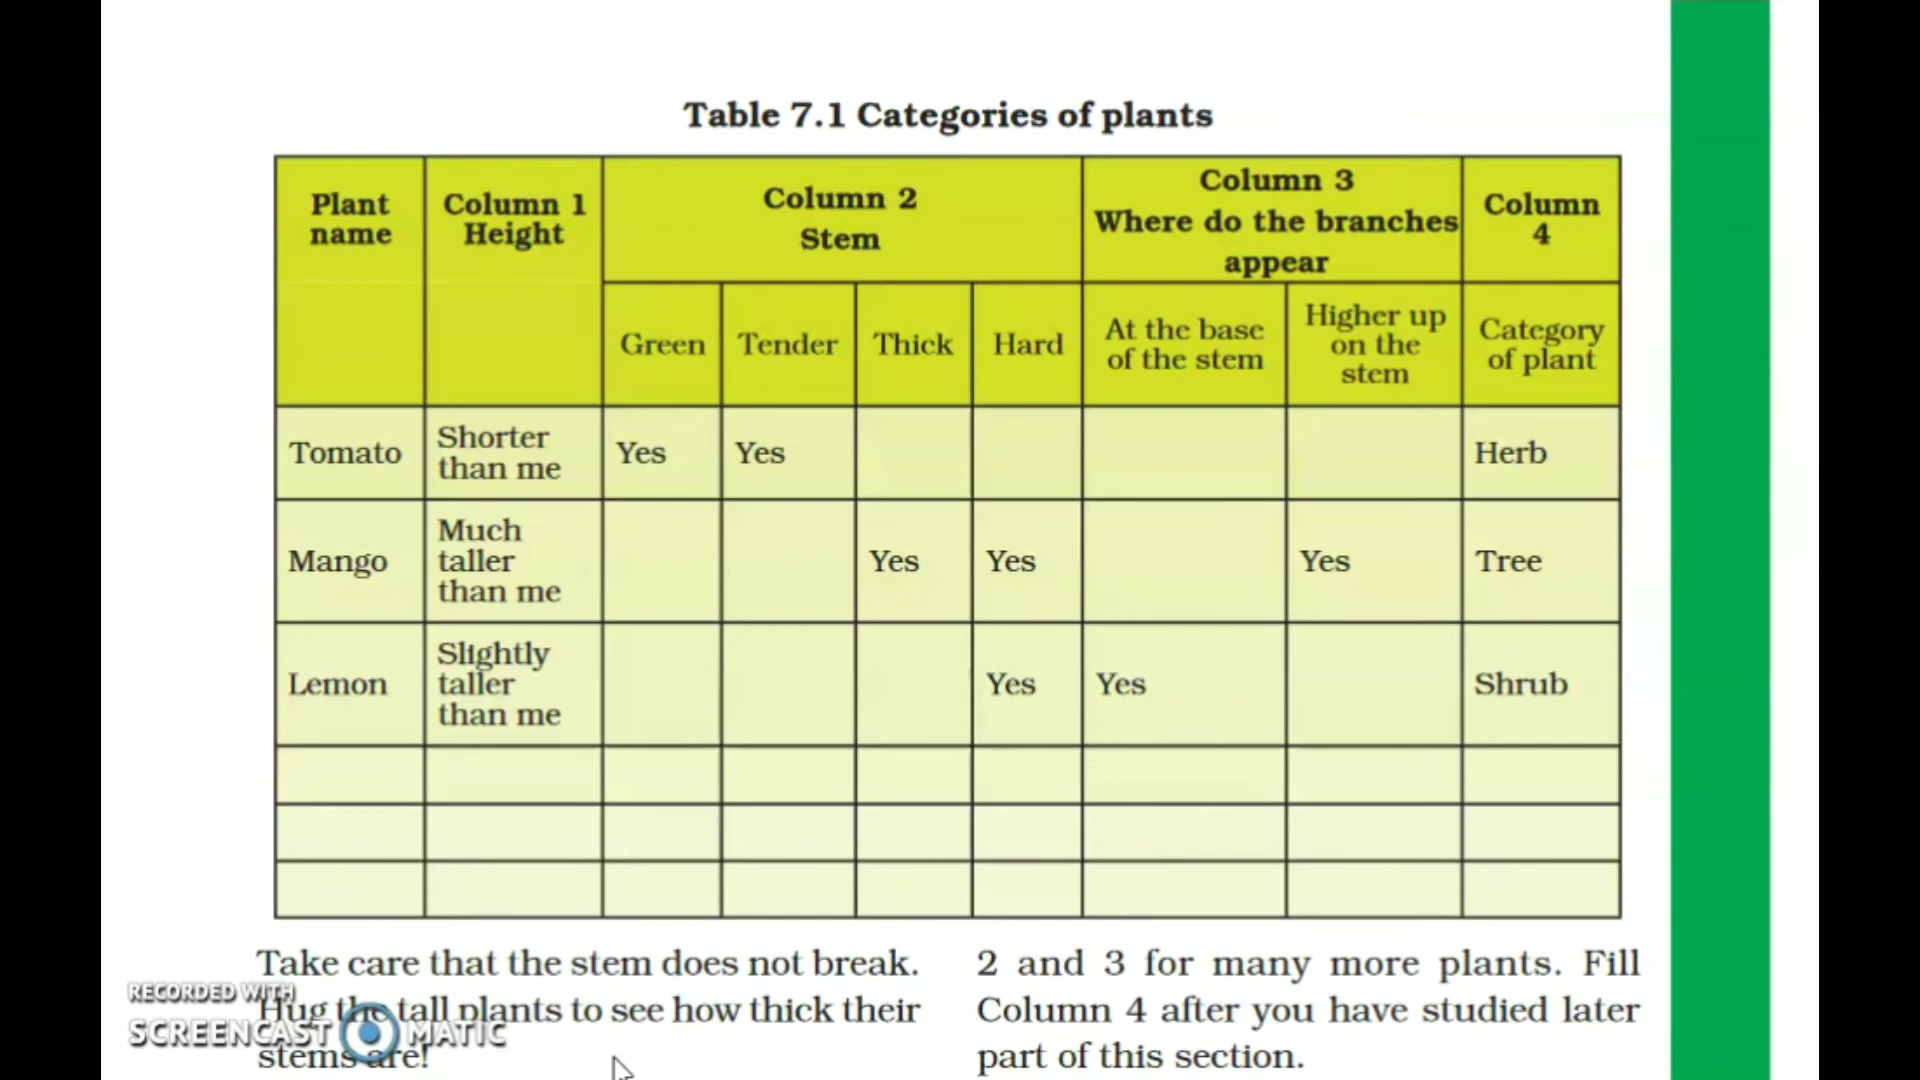 Table 7.1 Categories of plants
Plant name Column 1 Height Column 2 Stem Column 3 Where do the branches appear Column 4
Green Tender Thick Hard At the base of the stem Higher up on the stem Category of plant
Tomato Shorter than me Yes Yes Herb
Mango Much taller than me Yes Yes Yes Tree
Lemon Slightly taller than me Yes Yes Shrub
Take care that the stem does not break.
Hug the tall plants to see how thick their
stems are!
2 and 3 for many more plants. Fill
Column 4 after you have studied later
part of this section.
RECORDED WITH
SCREENCAST MATIC